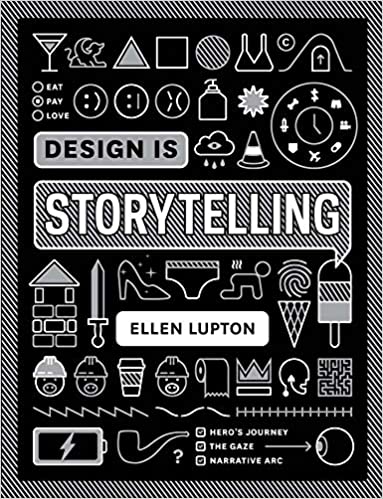 ©
EAT
PAY
LOVE
DESIGN IS
STORYTELLING
ELLEN LUPTON
HERO'S JOURNEY
THE GAZE
NARRATIVE ARC
?